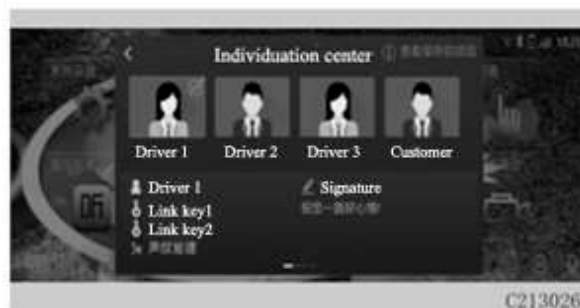 Individuation center
Driver 1
Driver 2
Driver 3
Customer
Driver 1
Link key1
Link key2
Signature
C213026